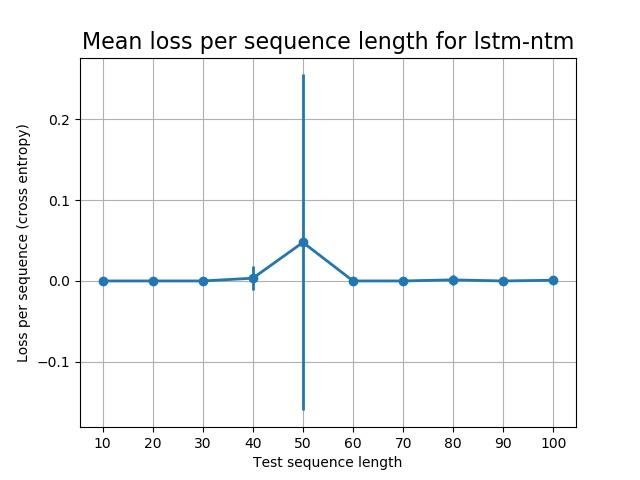 Mean loss per sequence length for lstm-ntm
Loss per sequence (cross entropy)
0.2
0.1
0.0
−0.1
10 20 30 40 50 60 70 80 90 100
Test sequence length